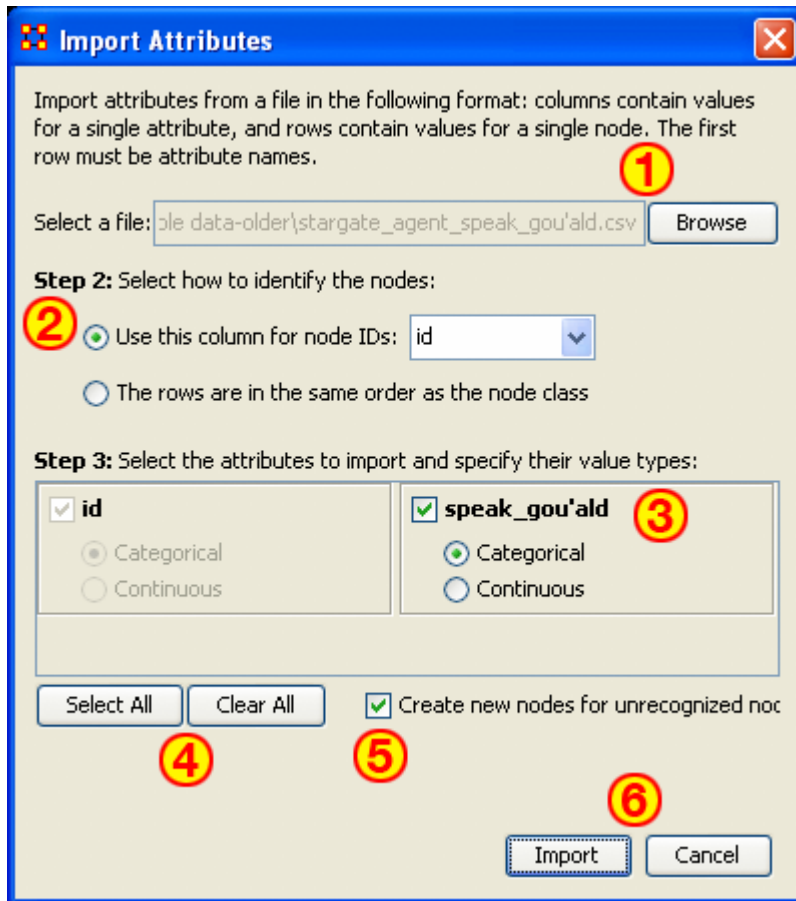 Import Attributes
Import attributes from a file in the following format: columns contain values
for a single attribute, and rows contain values for a single node. The first
row must be attribute names.
1
Select a file: ple data-older\stargate_agent_speak_gou'ald.csv Browse
Step 2: Select how to identify the nodes:
2
Use this column for node IDs: id
The rows are in the same order as the node class
Step 3: Select the attributes to import and specify their value types:
id speak_gou'ald 3
Categorical Categorical
Continuous Continuous
Select All Clear All Create new nodes for unrecognized noc
4 5
6
Import Cancel